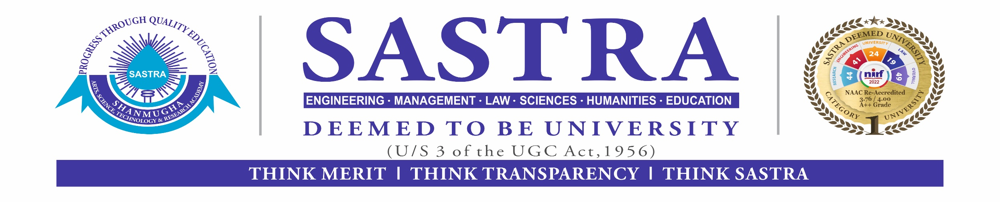 PROGRESS THROUGH QUALITY EDUCATION
SASTRA
SHANMUGHA
ARTS, SCIENCE, TECHNOLOGY & RESEARCH ACADEMY
SASTRA
ENGINEERING · MANAGEMENT · LAW · SCIENCES · HUMANITIES · EDUCATION
DEEMED TO BE UNIVERSITY
(U/S 3 of the UGC Act,1956)
THINK MERIT | THINK TRANSPARENCY | THINK SASTRA
SASTRA DEEMED UNIVERSITY
RESEARCH
44
ENGINEERING
41
UNIVERSITY
24
LAW
19
OVERALL
49
nirf
2022
NAAC Re-Accredited
3.76 / 4.00
A++ Grade
CATEGORY 1 UNIVERSITY